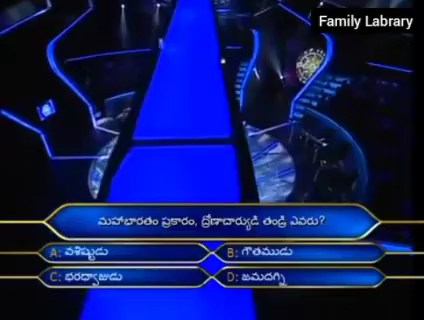 Family Labrary
మహాభారతం ప్రకారం, ద్రోణాచార్యుడి తండ్రి ఎవరు?
A: వశిష్టుడు
B: గౌతముడు
C: భరద్వాజుడు
D: జమదగ్ని